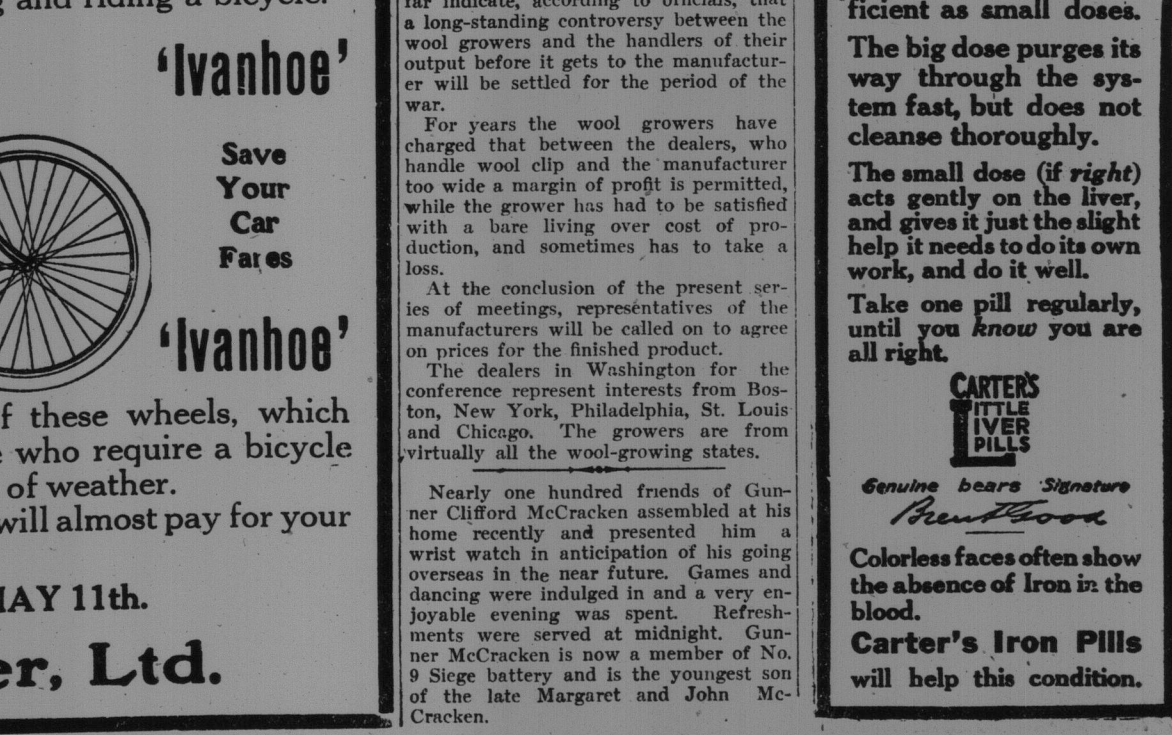 and riding a bicycle.
'Ivanhoe'
Save
Your
Car
Fares
'Ivanhoe'
f these wheels, which
who require a bicycle
of weather.
will almost pay for your
MAY 11th.
er, Ltd.
far indicate, according to officials, that
a long-standing controversy between the
wool growers and the handlers of their
output before it gets to the manufactur-
er will be settled for the period of the
war.
For years the wool growers have
charged that between the dealers, who
handle wool clip and the manufacturer
too wide a margin of profit is permitted,
while the grower has had to be satisfied
with a bare living over cost of pro-
duction, and sometimes has to take a
loss.
At the conclusion of the present ser-
ies of meetings, representatives of the
manufacturers will be called on to agree
on prices for the finished product.
The dealers in Washington for the
conference represent interests from Bos-
ton, New York, Philadelphia, St. Louis
and Chicago. The growers are from
virtually all the wool-growing states.
Nearly one hundred friends of Gun-
ner Clifford McCracken assembled at his
home recently and presented him a
wrist watch in anticipation of his going
overseas in the near future. Games and
dancing were indulged in and a very en-
joyable evening was spent. Refresh-
ments were served at midnight. Gun-
ner McCracken is now a member of No.
9 Siege battery and is the youngest son
of the late Margaret and John Mc-
Cracken.
ficient as small doses.
The big dose purges its
way through the sys-
tem fast, but does not
cleanse thoroughly.
The small dose (if right)
acts gently on the liver,
and gives it just the slight
help it needs to do its own
work, and do it well.
Take one pill regularly,
until you know you are
all right.
CARTER'S
LITTLE
LIVER
PILLS
Genuine bears Signature
Brent Good
Colorless faces often show
the absence of Iron in the
blood.
Carter's Iron Pills
will help this condition.